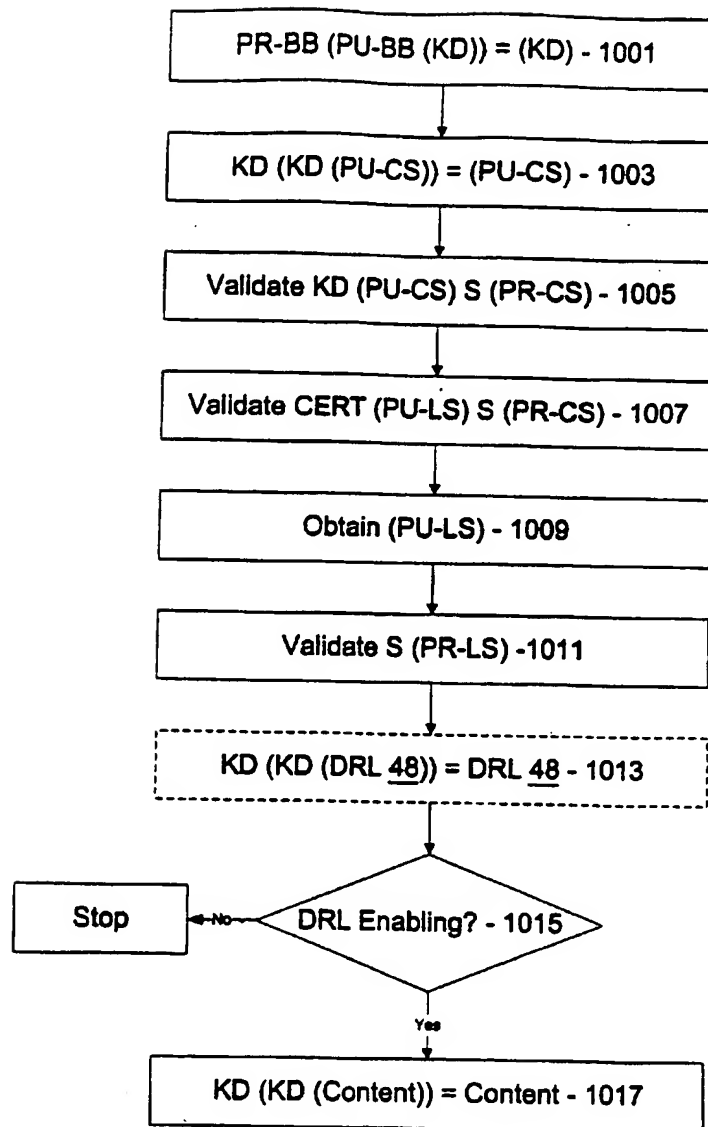 PR-BB (PU-BB (KD)) = (KD) - 1001
KD (KD (PU-CS)) = (PU-CS) - 1003
Validate KD (PU-CS) S (PR-CS) - 1005
Validate CERT (PU-LS) S (PR-CS) - 1007
Obtain (PU-LS) - 1009
Validate S (PR-LS) -1011
KD (KD (DRL 48)) = DRL 48 - 1013
DRL Enabling? - 1015
No
Stop
Yes
KD (KD (Content)) = Content - 1017